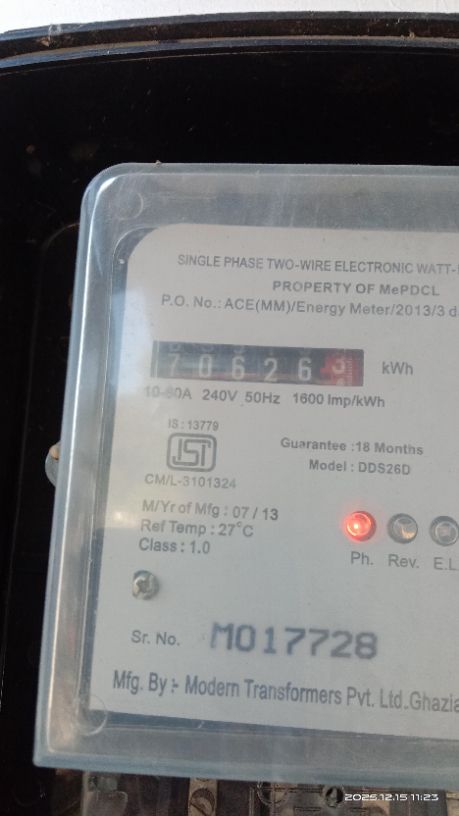 SINGLE PHASE TWO-WIRE ELECTRONIC WATT-
PROPERTY OF MePDCL
P.O. No.: ACE(MM)/Energy Meter/2013/3 d
706263 kWh
10-60A 240V 50Hz 1600 Imp/kWh
IS : 13779
ISI
CM/L-3101324
Guarantee :18 Months
Model : DDS26D
M/Yr of Mfg : 07 / 13
Ref Temp : 27°C
Class : 1.0
Ph. Rev. E.L
Sr. No. M017728
Mfg. By :- Modern Transformers Pvt. Ltd.,Ghazia
2025.12.15 11:23